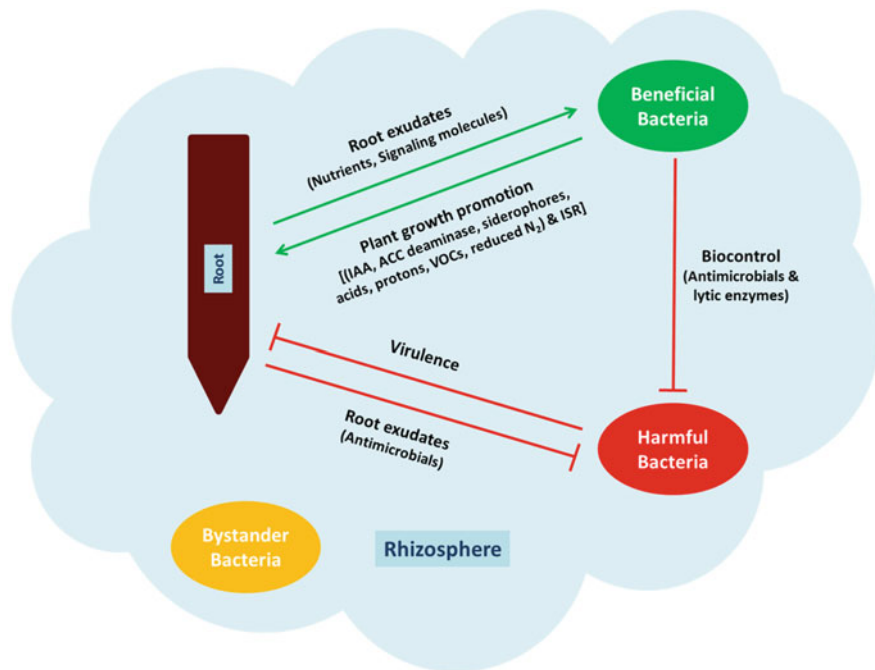 Beneficial
Bacteria
Root exudates
(Nutrients, Signaling molecules)
Plant growth promotion
[(IAA, ACC deaminase, siderophores,
acids, protons, VOCs, reduced N₂) & ISR]
Root
Biocontrol
(Antimicrobials &
lytic enzymes)
Virulence
Root exudates
(Antimicrobials)
Harmful
Bacteria
Bystander
Bacteria
Rhizosphere